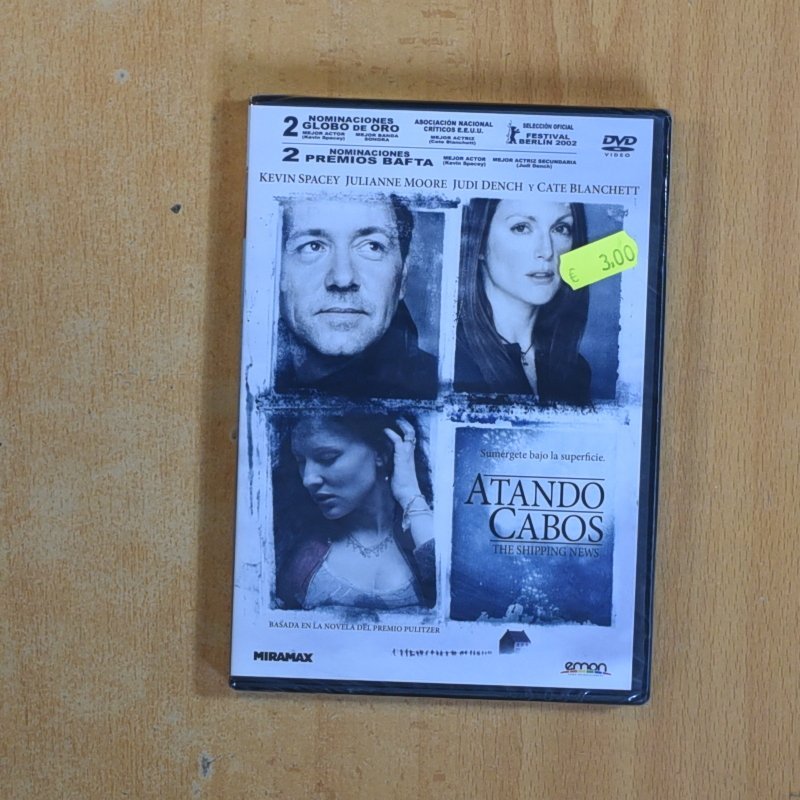 2 NOMINACIONES
GLOBO DE ORO
MEJOR ACTOR
(Kevin Spacey)
MEJOR BANDA
SONORA
ASOCIACIÓN NACIONAL
CRÍTICOS E.E.U.U.
MEJOR ACTRIZ
(Cate Blanchett)
SELECCIÓN OFICIAL
FESTIVAL
BERLÍN 2002
DVD
VIDEO
2 NOMINACIONES
PREMIOS BAFTA
MEJOR ACTOR
(Kevin Spacey)
MEJOR ACTRIZ SECUNDARIA
(Judi Dench)
KEVIN SPACEY JULIANNE MOORE JUDI DENCH Y CATE BLANCHETT
€ 3,00
Sumérgete bajo la superficie.
ATANDO
CABOS
THE SHIPPING NEWS
BASADA EN LA NOVELA DEL PREMIO PULITZER
MIRAMAX
emon